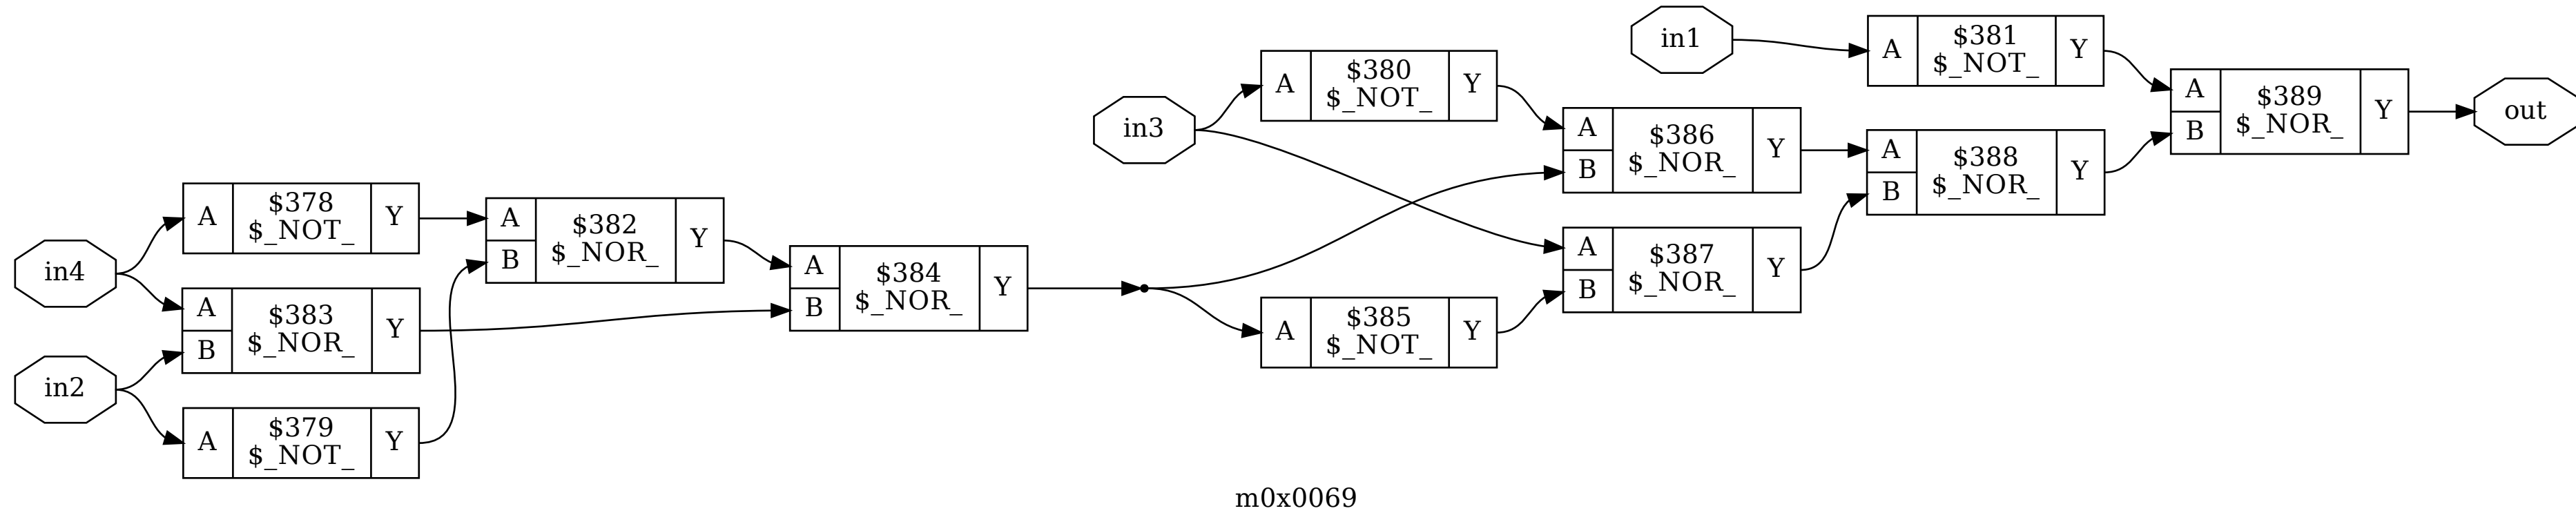 in1
A
$381
$_NOT_
Y
in3
A
$380
$_NOT_
Y
A
B
$386
$_NOR_
Y
A
B
$388
$_NOR_
Y
A
B
$389
$_NOR_
Y
out
in4
A
$378
$_NOT_
Y
A
B
$382
$_NOR_
Y
A
B
$384
$_NOR_
Y
A
B
$387
$_NOR_
Y
A
B
$383
$_NOR_
Y
A
$385
$_NOT_
Y
in2
A
$379
$_NOT_
Y
m0x0069